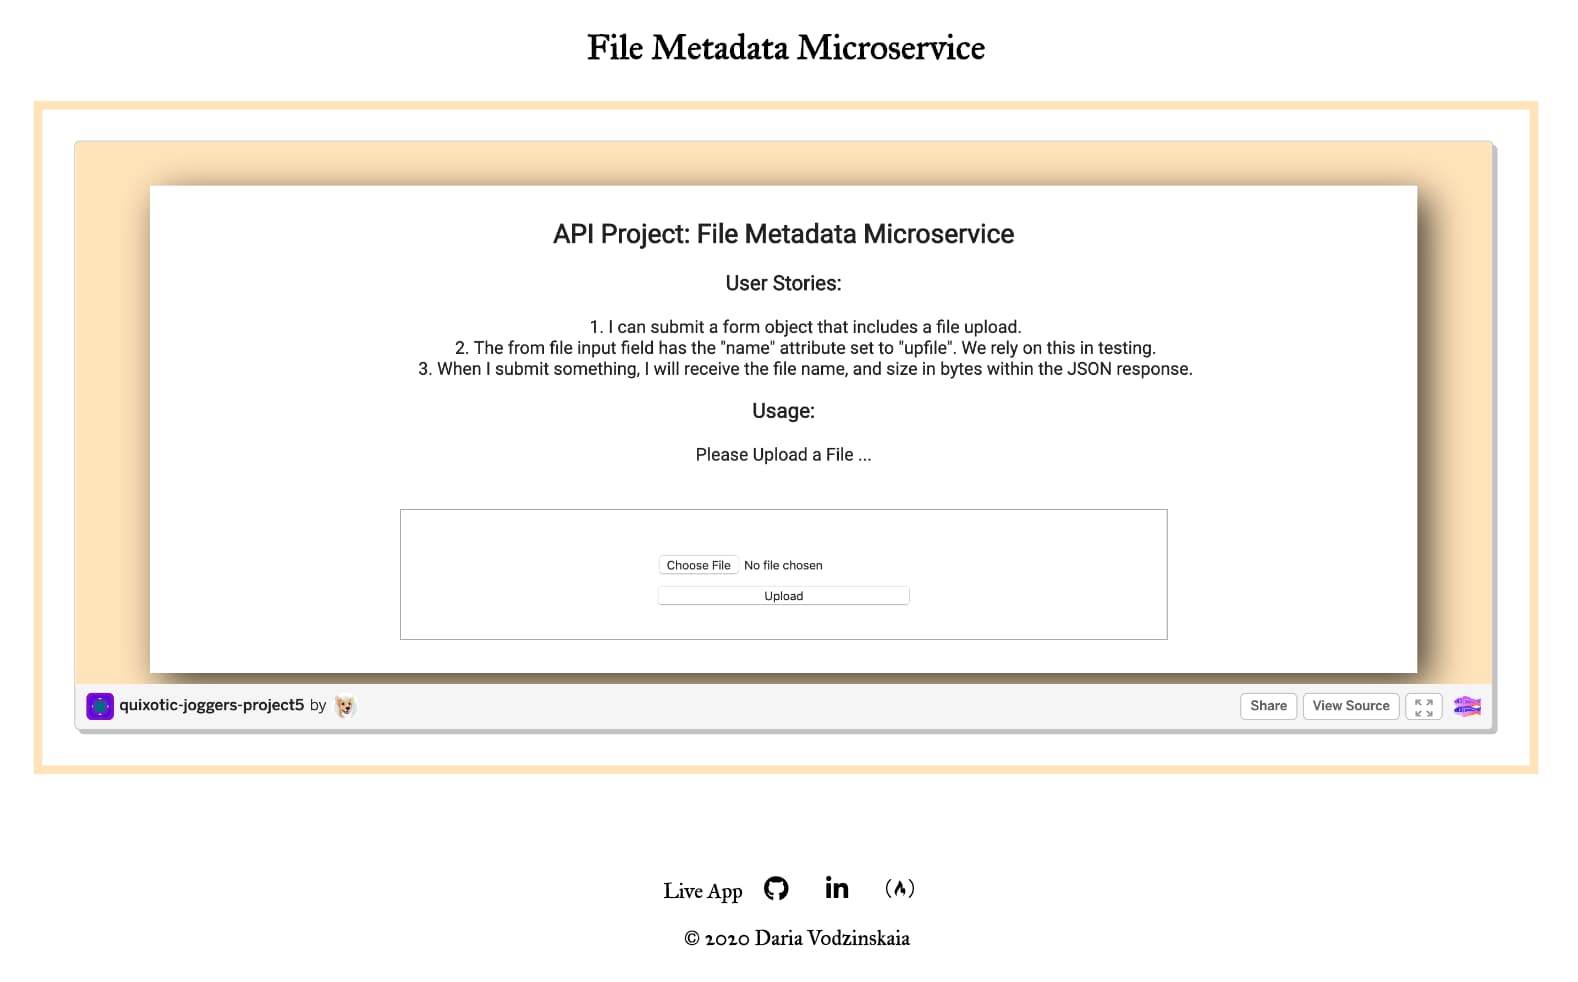 File Metadata Microservice
API Project: File Metadata Microservice
User Stories:
1. I can submit a form object that includes a file upload.
2. The from file input field has the "name" attribute set to "upfile". We rely on this in testing.
3. When I submit something, I will receive the file name, and size in bytes within the JSON response.
Usage:
Please Upload a File ...
Choose File No file chosen
Upload
quixotic-joggers-project5 by
Share View Source
Live App in
© 2020 Daria Vodzinskaia